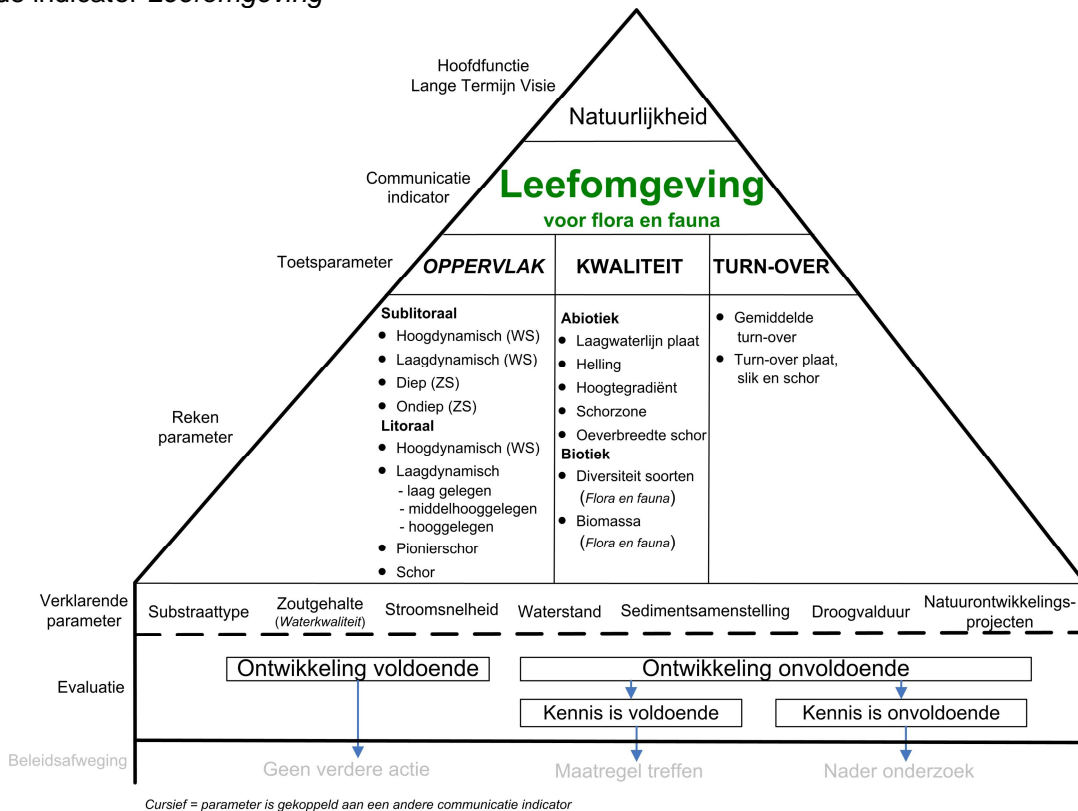 indicator Leefomgeving
Hoofdfunctie
Lange Termijn Visie
Natuurlijkheid
Communicatie
indicator
Leefomgeving
voor flora en fauna
Toetsparameter
OPPERVLAK
KWALITEIT
TURN-OVER
Reken
parameter
Sublitoraal
• Hoogdynamisch (WS)
• Laagdynamisch (WS)
• Diep (ZS)
• Ondiep (ZS)
Litoraal
• Hoogdynamisch (WS)
• Laagdynamisch
- laag gelegen
- middelhooggelegen
- hooggelegen
• Pionierschor
• Schor
Abiotiek
• Laagwaterlijn plaat
• Helling
• Hoogtegradiënt
• Schorzone
• Oeverbreedte schor
Biotiek
• Diversiteit soorten
(Flora en fauna)
• Biomassa
(Flora en fauna)
• Gemiddelde
turn-over
• Turn-over plaat,
slik en schor
Verklarende
parameter
Substraattype
Zoutgehalte
(Waterkwaliteit)
Stroomsnelheid
Waterstand
Sedimentsamenstelling
Droogvalduur
Natuurontwikkelings-
projecten
Evaluatie
Ontwikkeling voldoende
Ontwikkeling onvoldoende
Kennis is voldoende
Kennis is onvoldoende
Beleidsafweging
Geen verdere actie
Maatregel treffen
Nader onderzoek
Cursief = parameter is gekoppeld aan een andere communicatie indicator